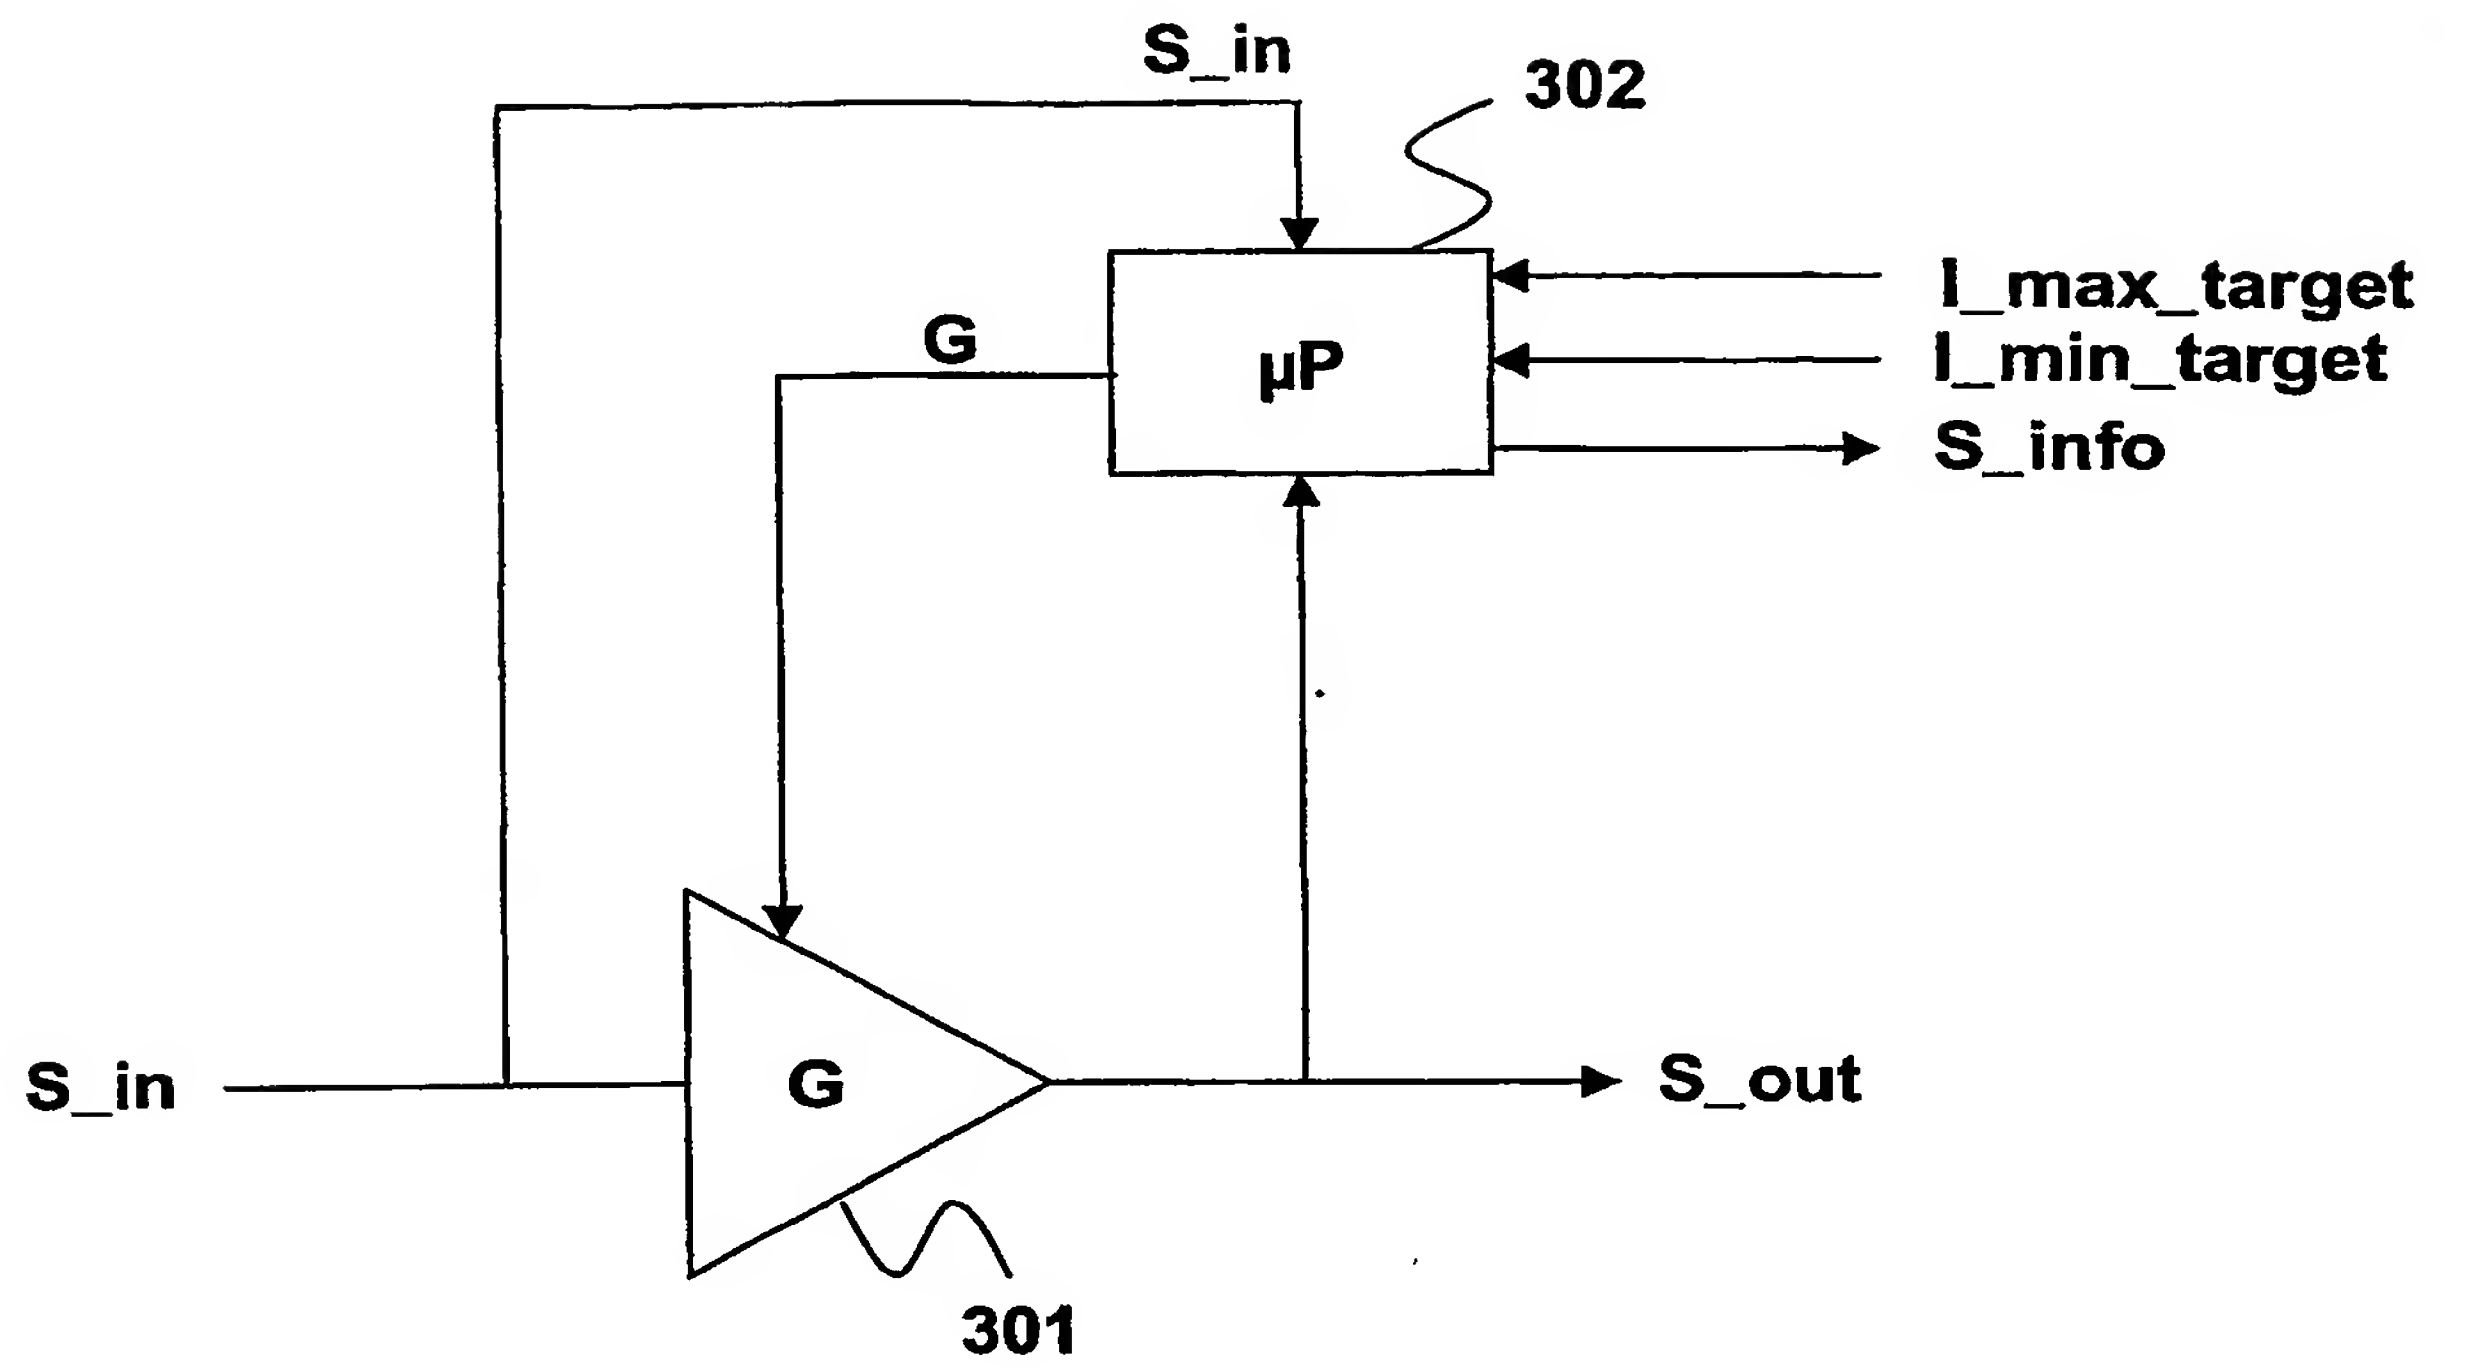 S_in
302
I_max_target
G
µP
I_min_target
S_info
S_in
G
S_out
301